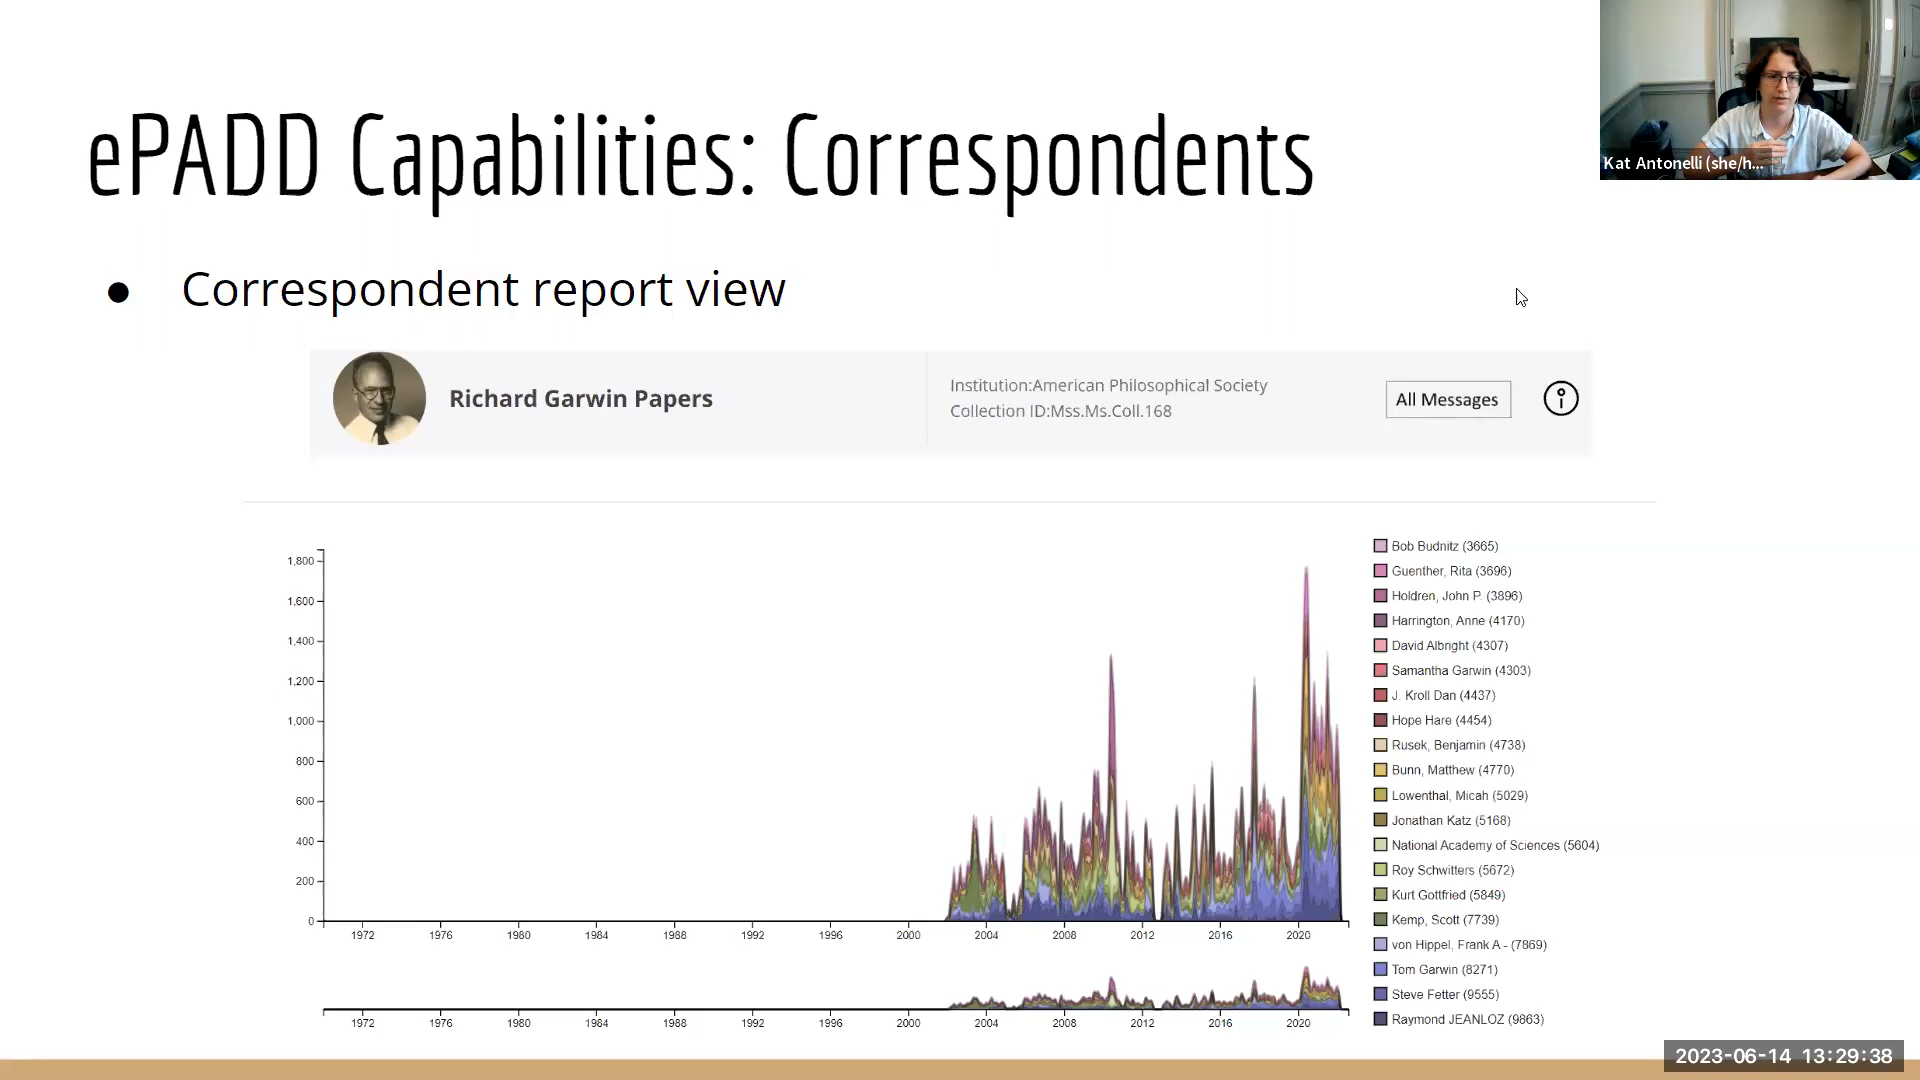 ePADD Capabilities: Correspondents
Kat Antonelli (she/h...
● Correspondent report view
Richard Garwin Papers
Institution:American Philosophical Society
Collection ID:Mss.Ms.Coll.168
All Messages
1,800
1,600
1,400
1,200
1,000
800
600
400
200
0
1972 1976 1980 1984 1988 1992 1996 2000 2004 2008 2012 2016 2020
1972 1976 1980 1984 1988 1992 1996 2000 2004 2008 2012 2016 2020
Bob Budnitz (3665)
Guenther, Rita (3696)
Holdren, John P. (3896)
Harrington, Anne (4170)
David Albright (4307)
Samantha Garwin (4303)
J. Kroll Dan (4437)
Hope Hare (4454)
Rusek, Benjamin (4738)
Bunn, Matthew (4770)
Lowenthal, Micah (5029)
Jonathan Katz (5168)
National Academy of Sciences (5604)
Roy Schwitters (5672)
Kurt Gottfried (5849)
Kemp, Scott (7739)
von Hippel, Frank A - (7869)
Tom Garwin (8271)
Steve Fetter (9555)
Raymond JEANLOZ (9863)
2023-06-14 13:29:38